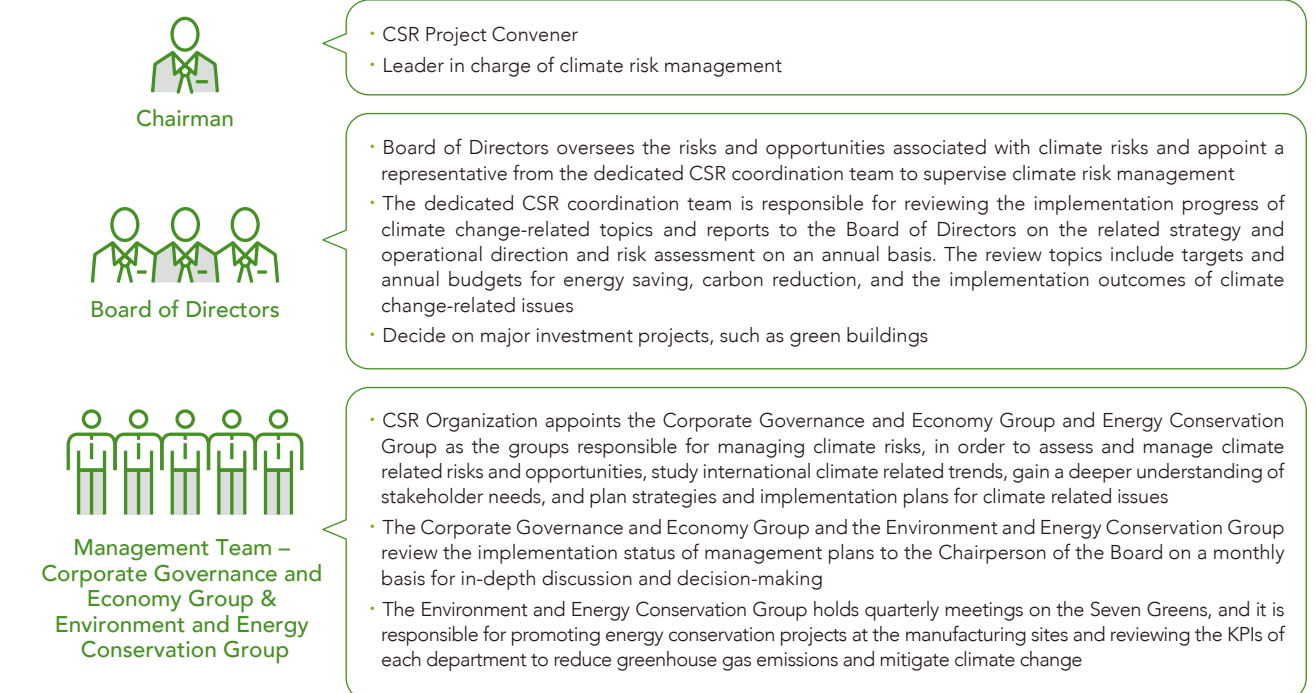 Chairman
· CSR Project Convener
· Leader in charge of climate risk management
Board of Directors
· Board of Directors oversees the risks and opportunities associated with climate risks and appoint a
representative from the dedicated CSR coordination team to supervise climate risk management
· The dedicated CSR coordination team is responsible for reviewing the implementation progress of
climate change-related topics and reports to the Board of Directors on the related strategy and
operational direction and risk assessment on an annual basis. The review topics include targets and
annual budgets for energy saving, carbon reduction, and the implementation outcomes of climate
change-related issues
· Decide on major investment projects, such as green buildings
Management Team –
Corporate Governance and
Economy Group &
Environment and Energy
Conservation Group
· CSR Organization appoints the Corporate Governance and Economy Group and Energy Conservation
Group as the groups responsible for managing climate risks, in order to assess and manage climate
related risks and opportunities, study international climate related trends, gain a deeper understanding of
stakeholder needs, and plan strategies and implementation plans for climate related issues
· The Corporate Governance and Economy Group and the Environment and Energy Conservation Group
review the implementation status of management plans to the Chairperson of the Board on a monthly
basis for in-depth discussion and decision-making
· The Environment and Energy Conservation Group holds quarterly meetings on the Seven Greens, and it is
responsible for promoting energy conservation projects at the manufacturing sites and reviewing the KPIs of
each department to reduce greenhouse gas emissions and mitigate climate change